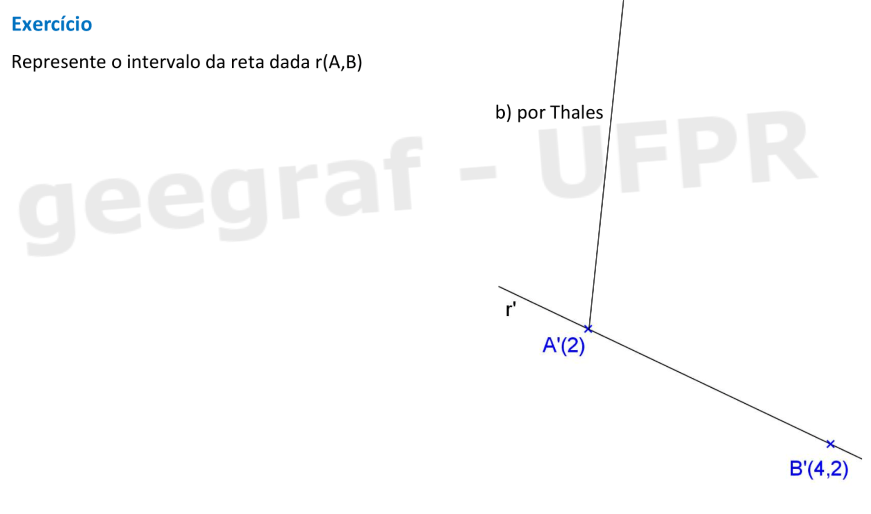 Exercício
Represente o intervalo da reta dada r(A,B)
b) por Thales
geegraf - UFPR
r'
A'(2)
B'(4,2)